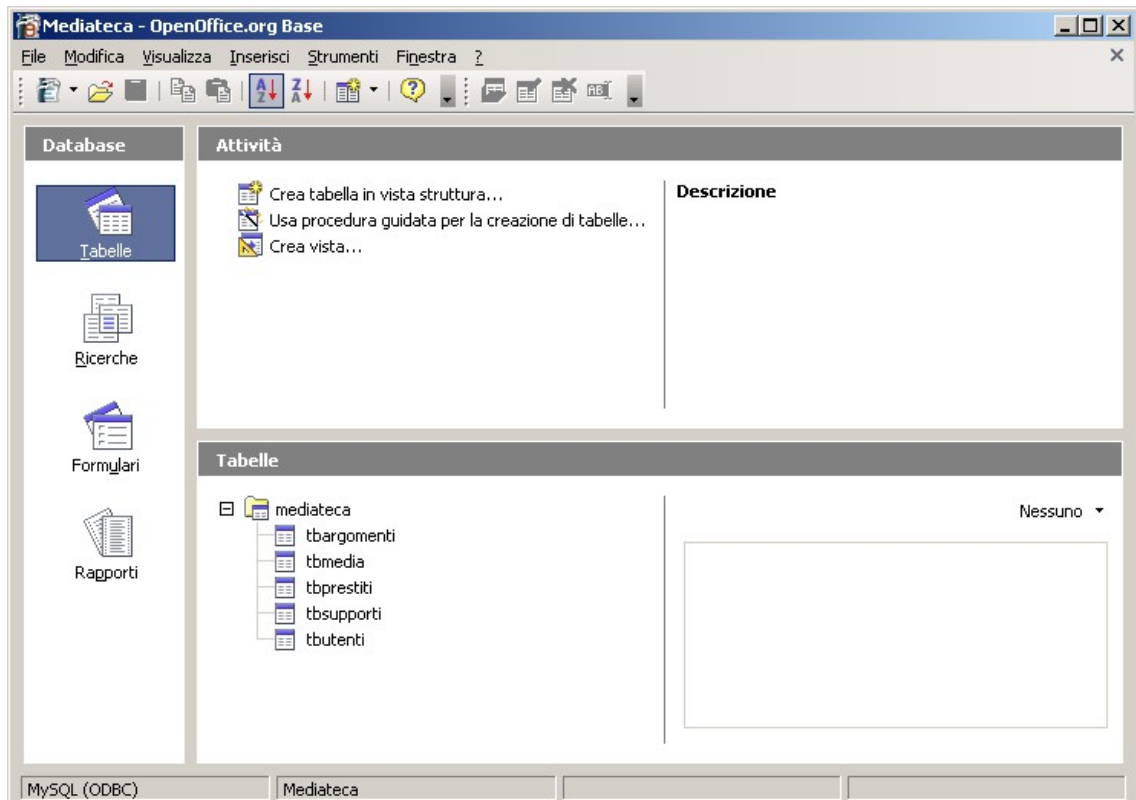 Mediateca - OpenOffice.org Base
File Modifica Visualizza Inserisci Strumenti Finestra ?
Database
Tabelle
Ricerche
Formulari
Rapporti
Attività
Crea tabella in vista struttura...
Usa procedura guidata per la creazione di tabelle...
Crea vista...
Descrizione
Tabelle
mediateca
tbargomenti
tbmedia
tbprestiti
tbsupporti
tbutenti
Nessuno
MySQL (ODBC)
Mediateca